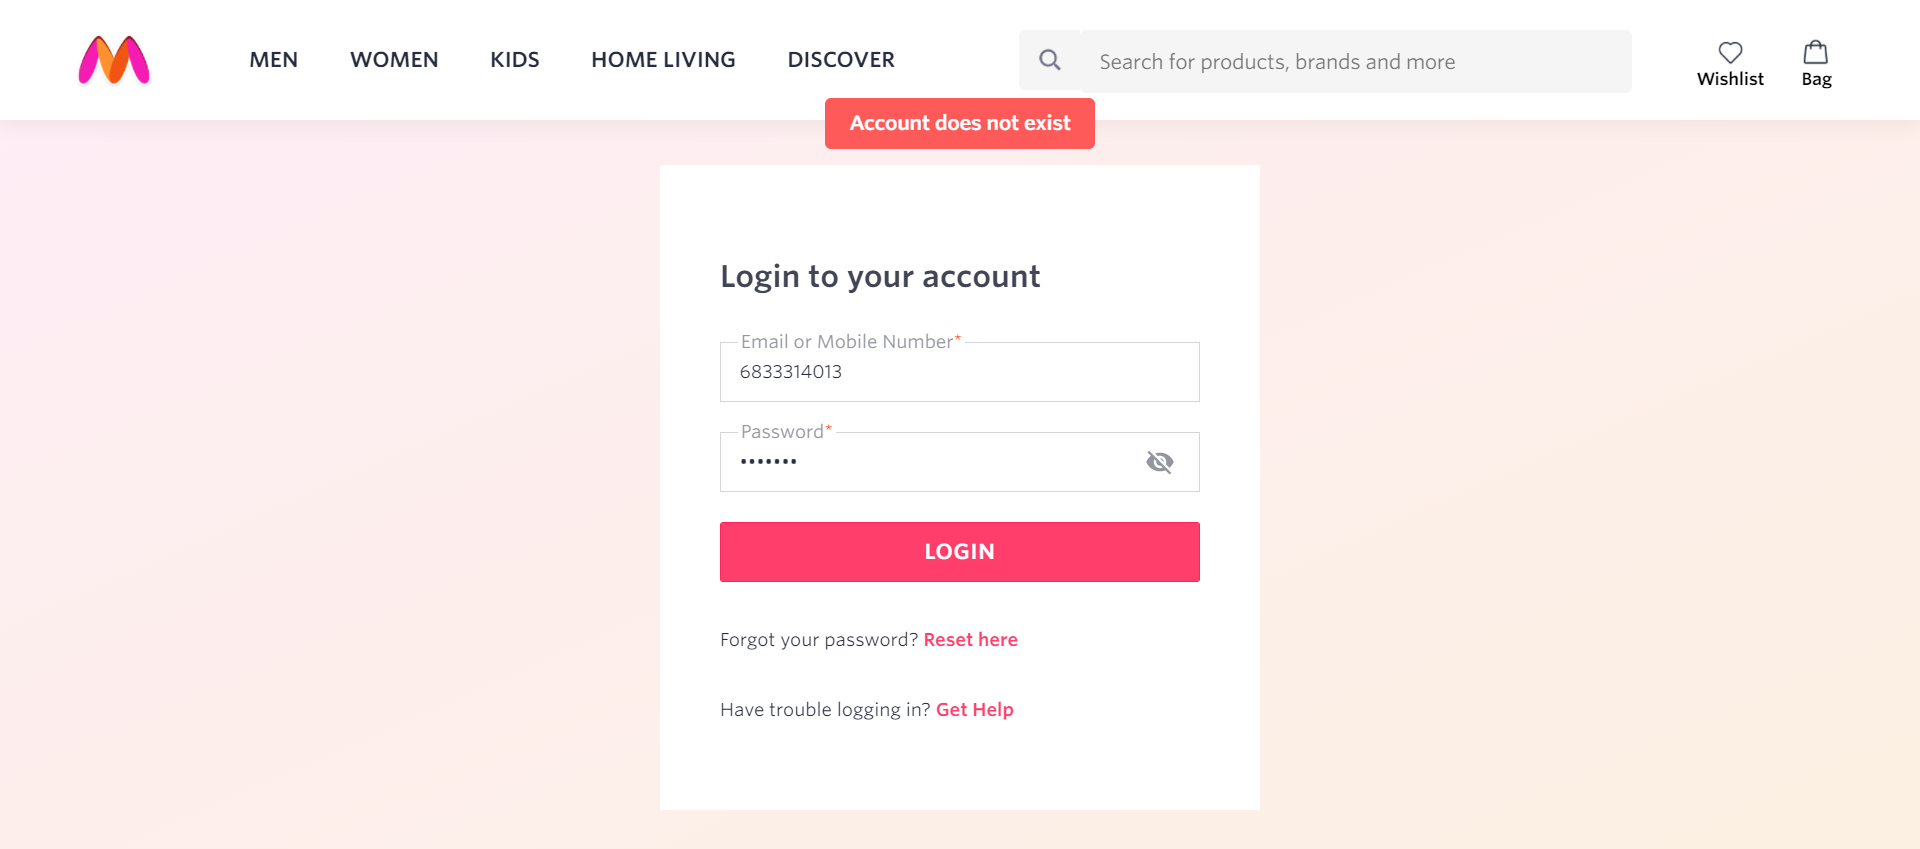 MEN WOMEN KIDS HOME LIVING DISCOVER Search for products, brands and more Wishlist Bag
Account does not exist
Login to your account
Email or Mobile Number*
6833314013
Password*
•••••••
LOGIN
Forgot your password? Reset here
Have trouble logging in? Get Help